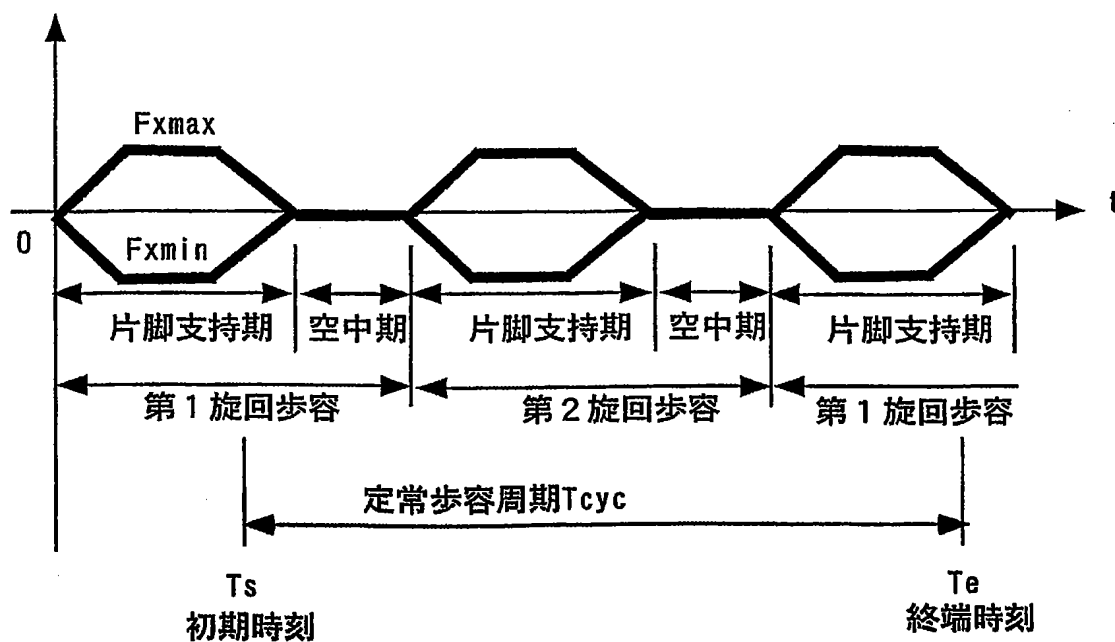 Fxmax
t
0
Fxmin
片脚支持期
空中期
片脚支持期
空中期
片脚支持期
第1旋回歩容
第2旋回歩容
第1旋回歩容
定常歩容周期Tcyc
Ts
初期時刻
Te
終端時刻